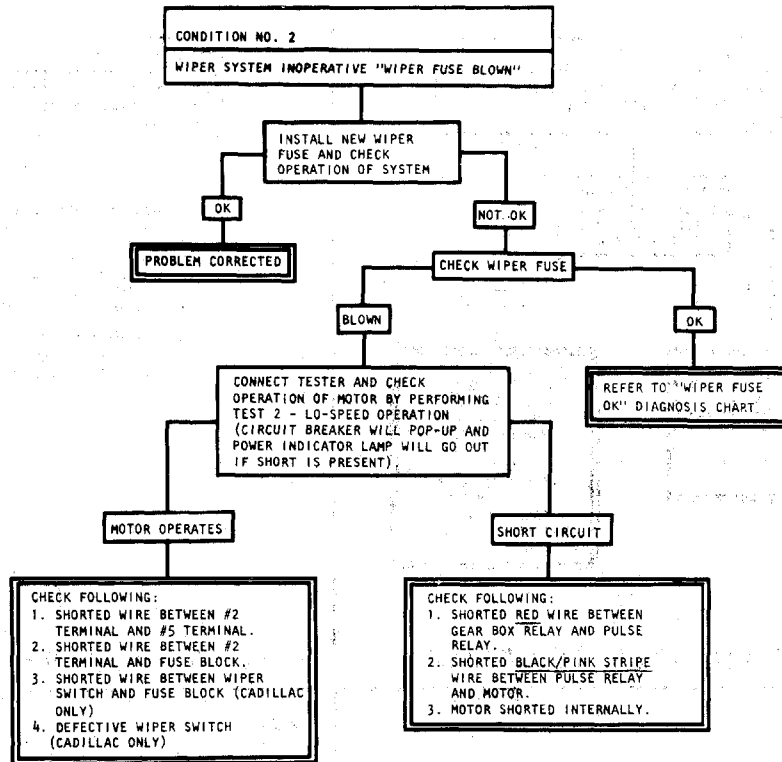 CONDITION NO. 2
WIPER SYSTEM INOPERATIVE "WIPER FUSE BLOWN"
INSTALL NEW WIPER
FUSE AND CHECK
OPERATION OF SYSTEM
OK
NOT OK
PROBLEM CORRECTED
CHECK WIPER FUSE
BLOWN
OK
CONNECT TESTER AND CHECK
OPERATION OF MOTOR BY PERFORMING
TEST 2 - LO-SPEED OPERATION
(CIRCUIT BREAKER WILL POP-UP AND
POWER INDICATOR LAMP WILL GO OUT
IF SHORT IS PRESENT)
REFER TO "WIPER FUSE
OK" DIAGNOSIS CHART
MOTOR OPERATES
SHORT CIRCUIT
CHECK FOLLOWING:
1. SHORTED WIRE BETWEEN #2
TERMINAL AND #5 TERMINAL.
2. SHORTED WIRE BETWEEN #2
TERMINAL AND FUSE BLOCK.
3. SHORTED WIRE BETWEEN WIPER
SWITCH AND FUSE BLOCK (CADILLAC
ONLY)
4. DEFECTIVE WIPER SWITCH
(CADILLAC ONLY)
CHECK FOLLOWING:
1. SHORTED RED WIRE BETWEEN
GEAR BOX RELAY AND PULSE
RELAY.
2. SHORTED BLACK/PINK STRIPE
WIRE BETWEEN PULSE RELAY
AND MOTOR.
3. MOTOR SHORTED INTERNALLY.